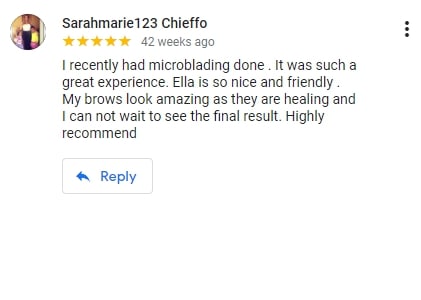 Sarahmarie123 Chieffo
42 weeks ago
I recently had microblading done . It was such a
great experience. Ella is so nice and friendly .
My brows look amazing as they are healing and
I can not wait to see the final result. Highly
recommend
Reply